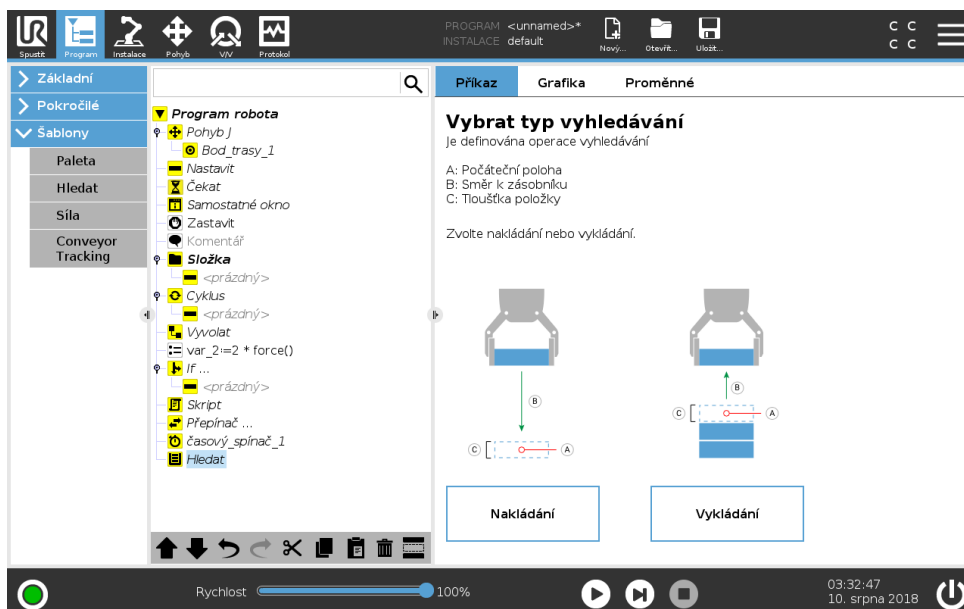 UR
Spustit
Program
Instalace
Pohyb
V/V
Protokol
PROGRAM <unnamed>*
INSTALACE default
Nový...
Otevřít...
Uložit...
C C
C C
Základní
Pokročilé
Šablony
Paleta
Hledat
Síla
Conveyor
Tracking
Program robota
Pohyb J
Bod_trasy_1
Nastavit
Čekat
Samostatné okno
Zastavit
Komentář
Složka
<prázdný>
Cyklus
<prázdný>
Vyvolat
var_2:=2 * force()
If ...
<prázdný>
Skript
Přepínač ...
časový_spínač_1
Hledat
Příkaz
Grafika
Proměnné
Vybrat typ vyhledávání
Je definována operace vyhledávání
A: Počáteční poloha
B: Směr k zásobníku
C: Tloušťka položky
Zvolte nakládání nebo vykládání.
B
C
A
B
C
A
Nakládání
Vykládání
Rychlost
100%
03:32:47
10. srpna 2018